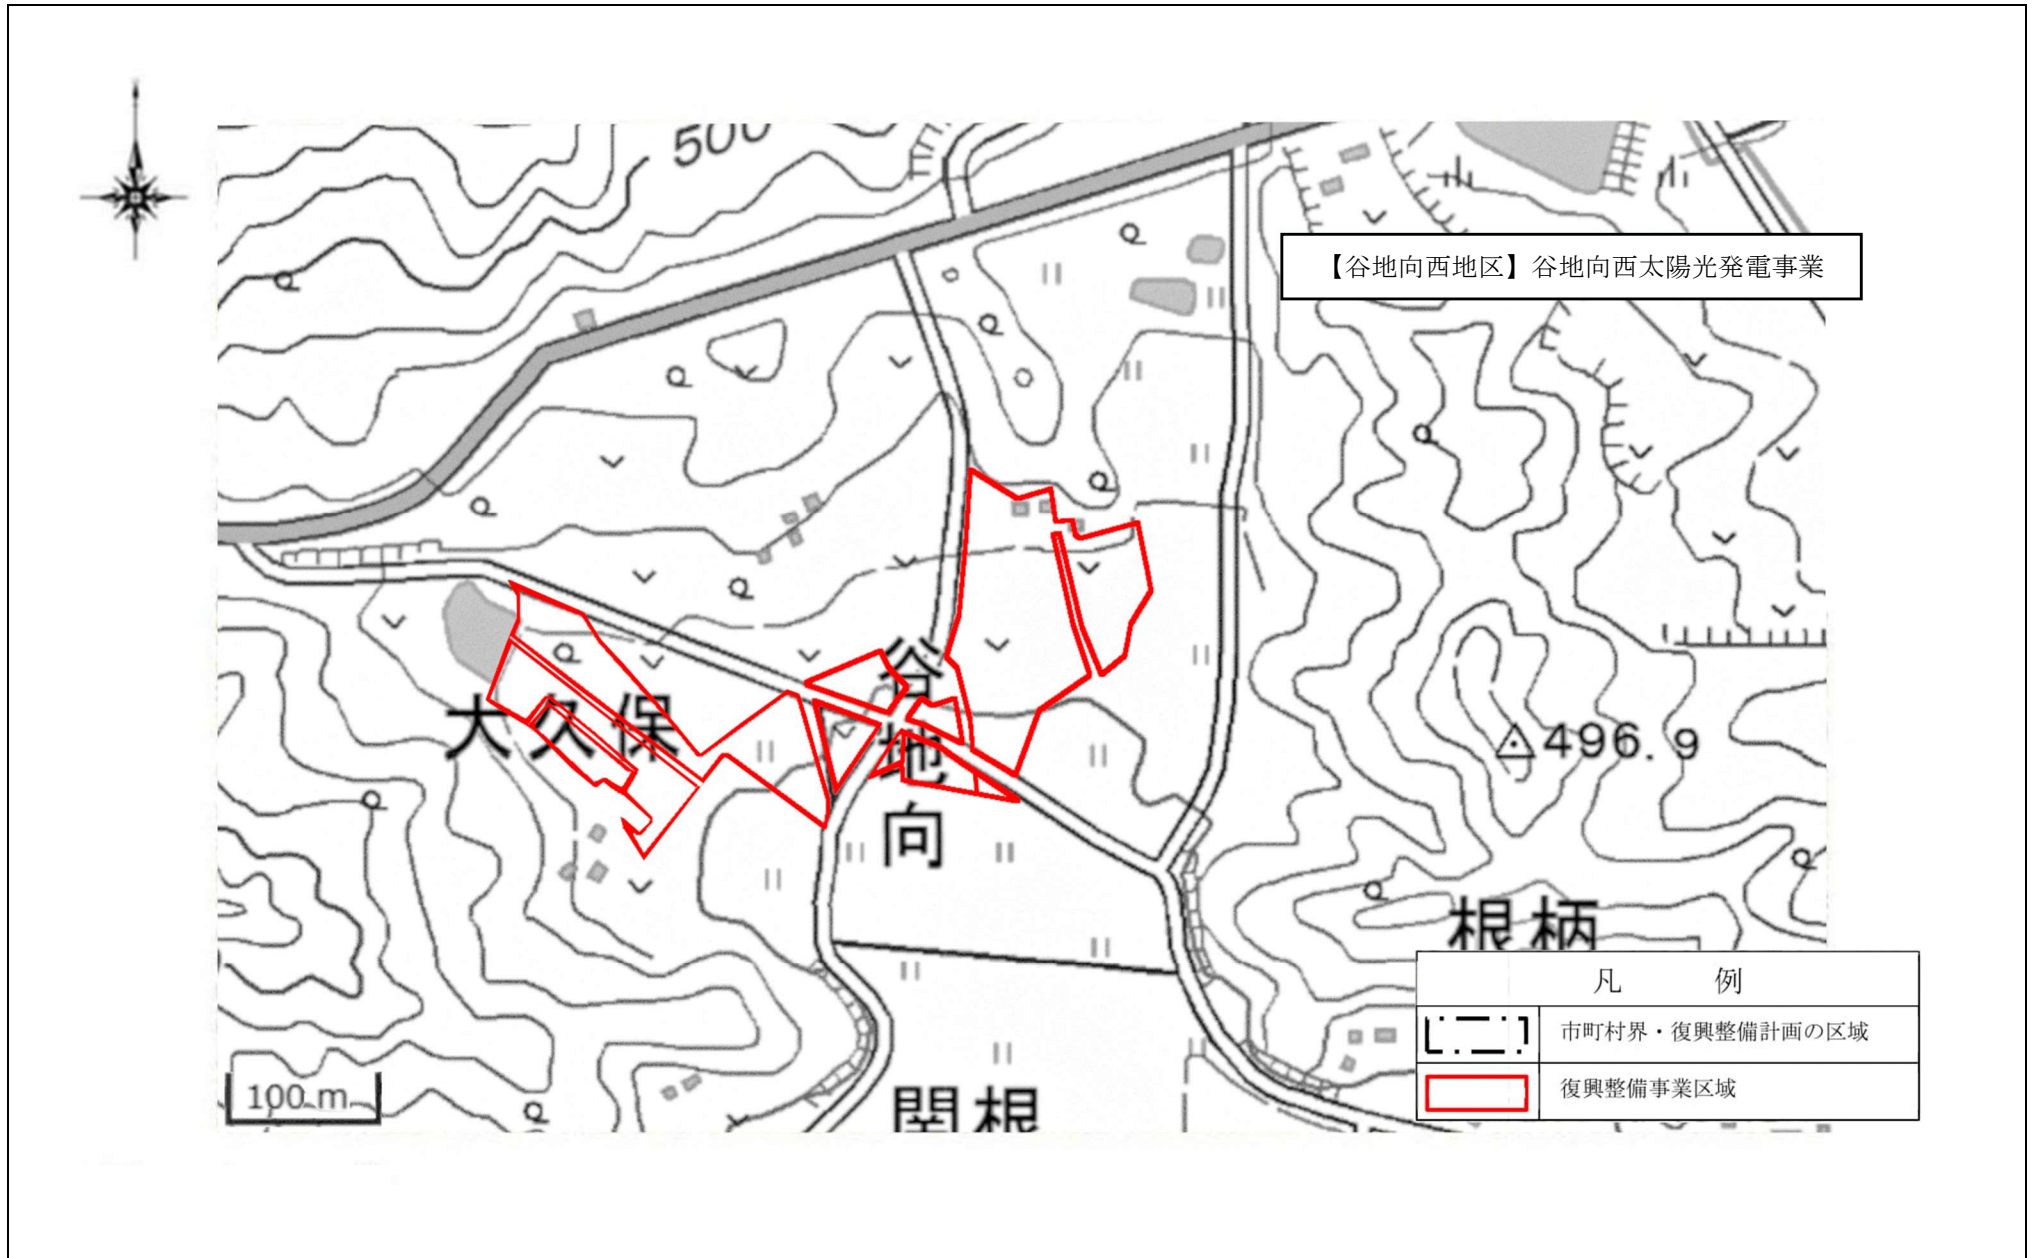 500
【谷地向西地区】谷地向西太陽光発電事業
大久保
谷地向
496.9
根柄
関根
100 m
凡 例
市町村界・復興整備計画の区域
復興整備事業区域